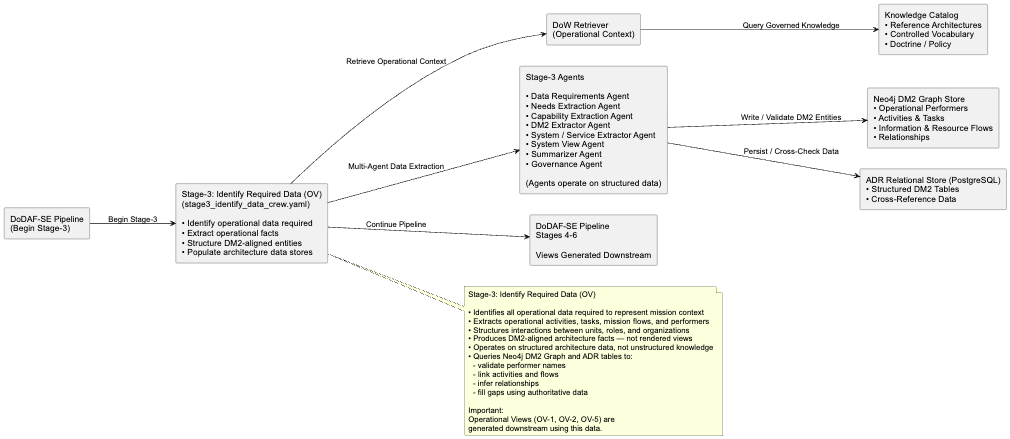 DoDAF-SE Pipeline
(Begin Stage-3)
Begin Stage-3
Stage-3: Identify Required Data (OV)
(stage3_identify_data_crew.yaml)
• Identify operational data required
• Extract operational facts
• Structure DM2-aligned entities
• Populate architecture data stores
Retrieve Operational Context
Multi-Agent Data Extraction
Continue Pipeline
DoW Retriever
(Operational Context)
Query Governed Knowledge
Knowledge Catalog
• Reference Architectures
• Controlled Vocabulary
• Doctrine / Policy
Stage-3 Agents
• Data Requirements Agent
• Needs Extraction Agent
• Capability Extraction Agent
• DM2 Extractor Agent
• System / Service Extractor Agent
• System View Agent
• Summarizer Agent
• Governance Agent
(Agents operate on structured data)
Write / Validate DM2 Entities
Persist / Cross-Check Data
Neo4j DM2 Graph Store
• Operational Performers
• Activities & Tasks
• Information & Resource Flows
• Relationships
ADR Relational Store (PostgreSQL)
• Structured DM2 Tables
• Cross-Reference Data
DoDAF-SE Pipeline
Stages 4-6
Views Generated Downstream
Stage-3: Identify Required Data (OV)
• Identifies all operational data required to represent mission context
• Extracts operational activities, tasks, mission flows, and performers
• Structures interactions between units, roles, and organizations
• Produces DM2-aligned architecture facts — not rendered views
• Operates on structured architecture data, not unstructured knowledge
• Queries Neo4j DM2 Graph and ADR tables to:
- validate performer names
- link activities and flows
- infer relationships
- fill gaps using authoritative data
Important:
Operational Views (OV-1, OV-2, OV-5) are
generated downstream using this data.